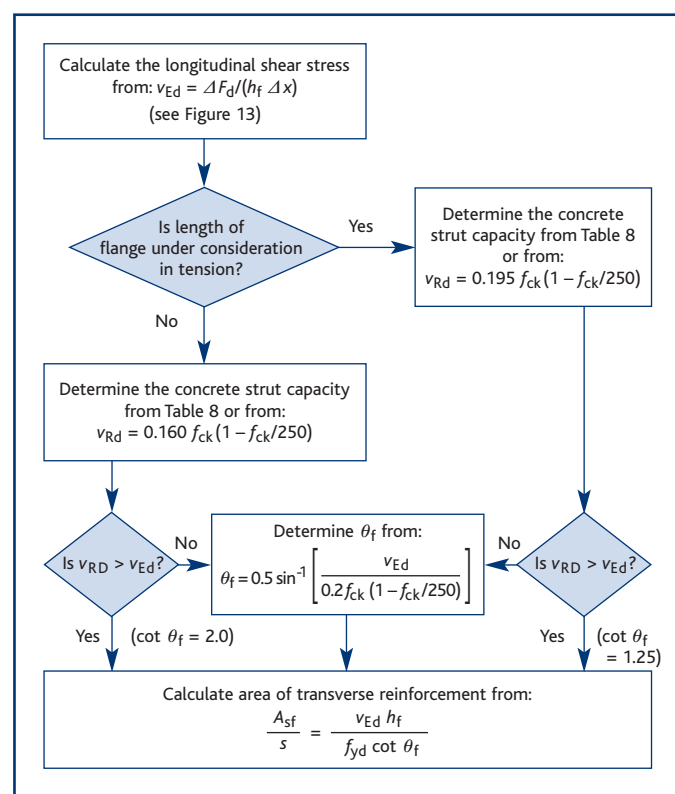 Calculate the longitudinal shear stress
from: vEd = ΔFd/(hf Δx)
(see Figure 13)
Is length of
flange under consideration
in tension?
Yes
Determine the concrete
strut capacity from Table 8
or from:
vRd = 0.195 fck (1 – fck/250)
No
Determine the concrete strut capacity
from Table 8 or from:
vRd = 0.160 fck (1 – fck/250)
Is vRD > vEd?
No
Determine θf from:
θf = 0.5 sin-1 [ vEd / 0.2 fck (1 – fck/250) ]
No
Is vRD > vEd?
Yes (cot θf = 2.0)
Yes (cot θf
= 1.25)
Calculate area of transverse reinforcement from:
Asf / s = vEd hf / fyd cot θf